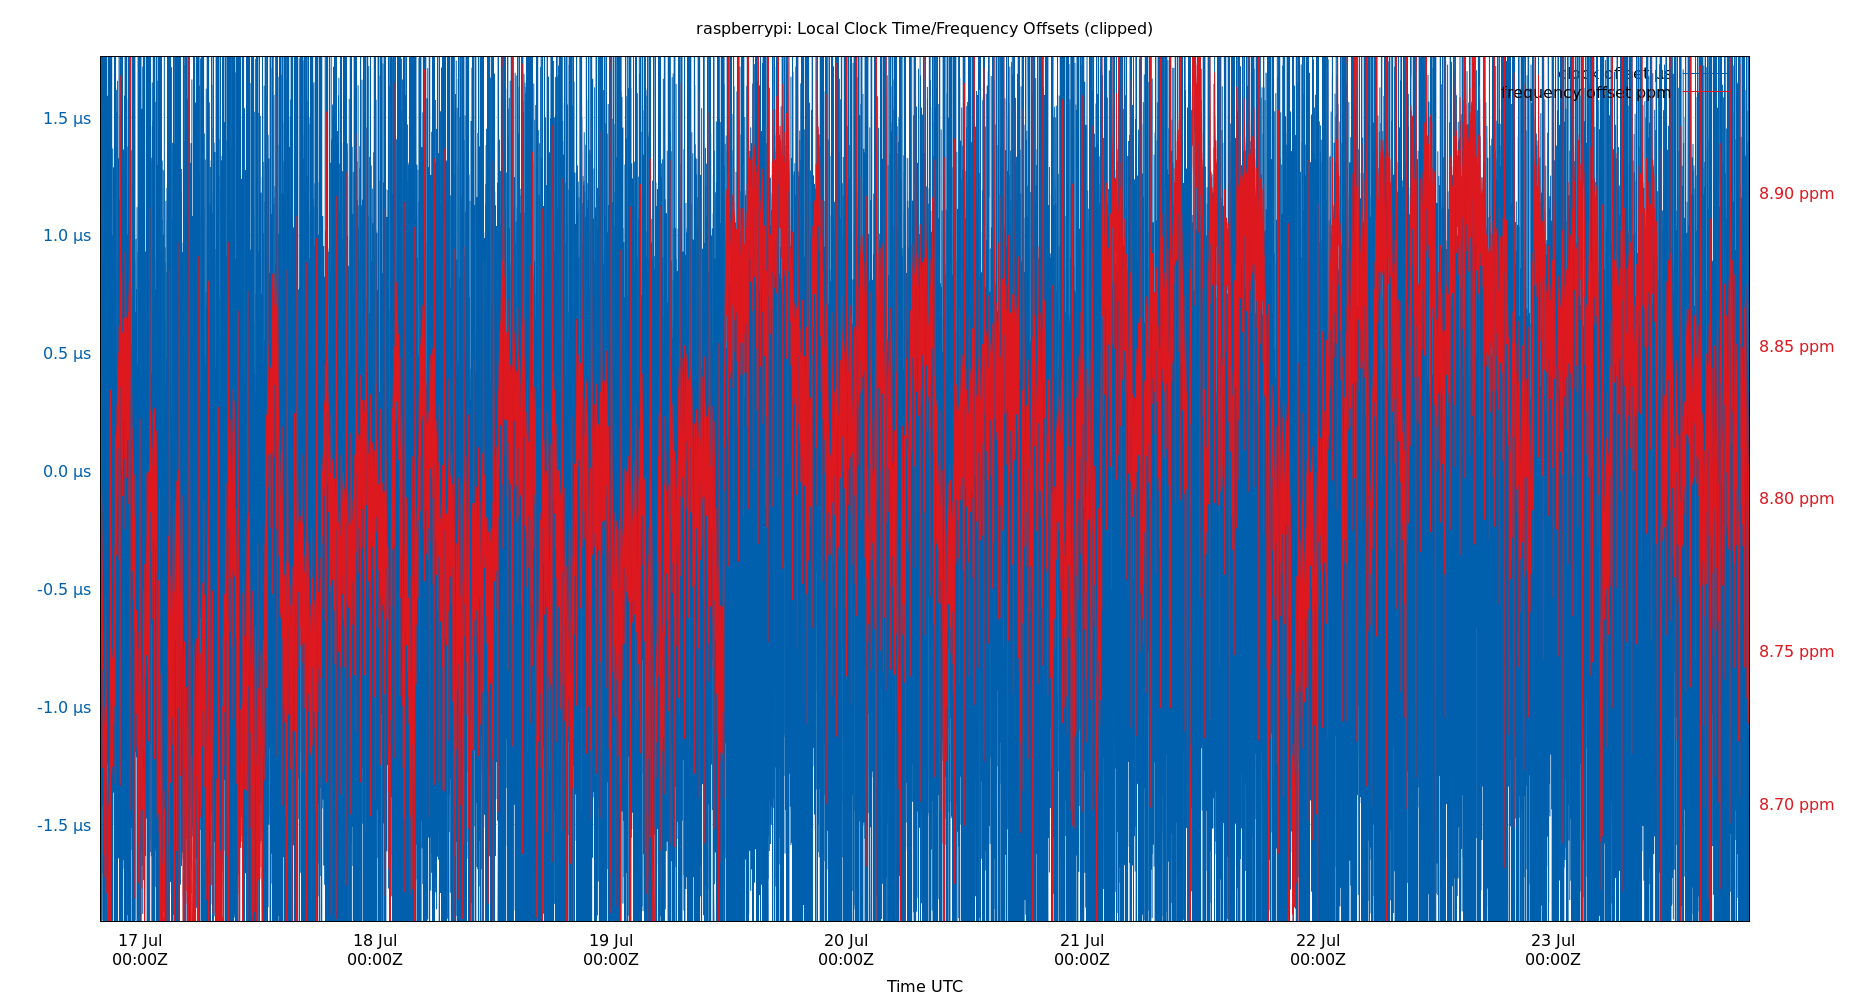 raspberrypi: Local Clock Time/Frequency Offsets (clipped)
clock offset μs
frequency offset ppm
1.5 μs
1.0 μs
0.5 μs
0.0 μs
-0.5 μs
-1.0 μs
-1.5 μs
8.90 ppm
8.85 ppm
8.80 ppm
8.75 ppm
8.70 ppm
17 Jul
00:00Z
18 Jul
00:00Z
19 Jul
00:00Z
20 Jul
00:00Z
21 Jul
00:00Z
22 Jul
00:00Z
23 Jul
00:00Z
Time UTC